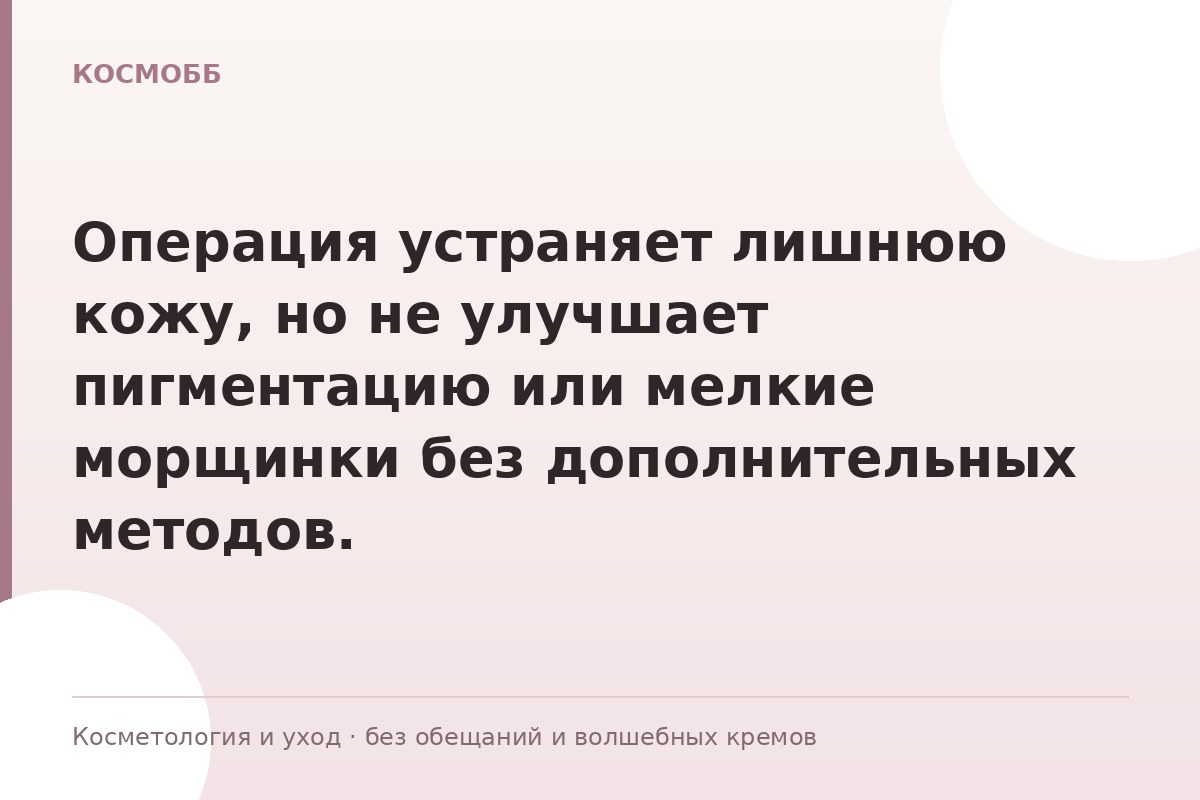 КОСМОББ
Операция устраняет лишнюю
кожу, но не улучшает
пигментацию или мелкие
морщинки без дополнительных
методов.
Косметология и уход · без обещаний и волшебных кремов